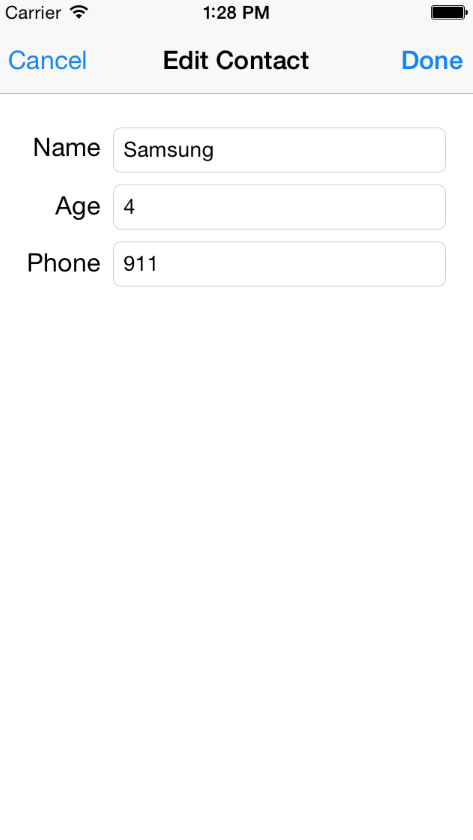 Carrier 1:28 PM
Cancel Edit Contact Done
Name Samsung
Age 4
Phone 911